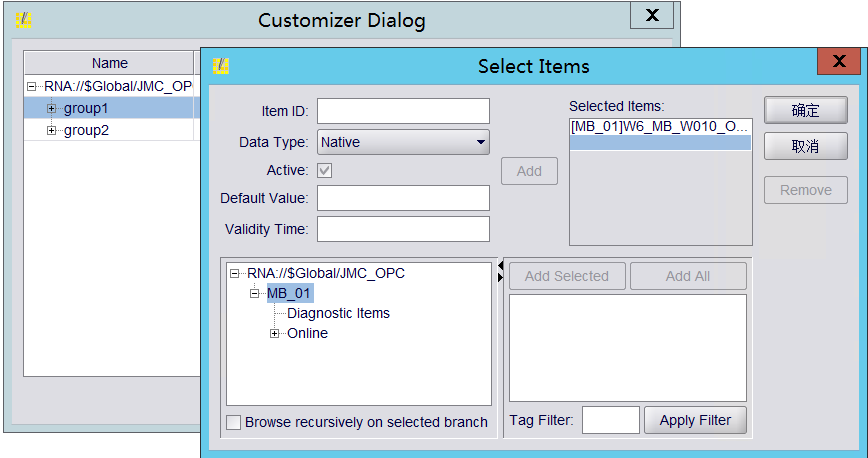 Customizer Dialog
X
Name
RNA://$Global/JMC_OP
group1
group2
Select Items
X
Item ID:
Data Type: Native
Active:
Default Value:
Validity Time:
Add
Selected Items:
[MB_01]W6_MB_W010_O...
确定
取消
Remove
RNA://$Global/JMC_OPC
MB_01
Diagnostic Items
Online
Browse recursively on selected branch
Add Selected
Add All
Tag Filter:
Apply Filter